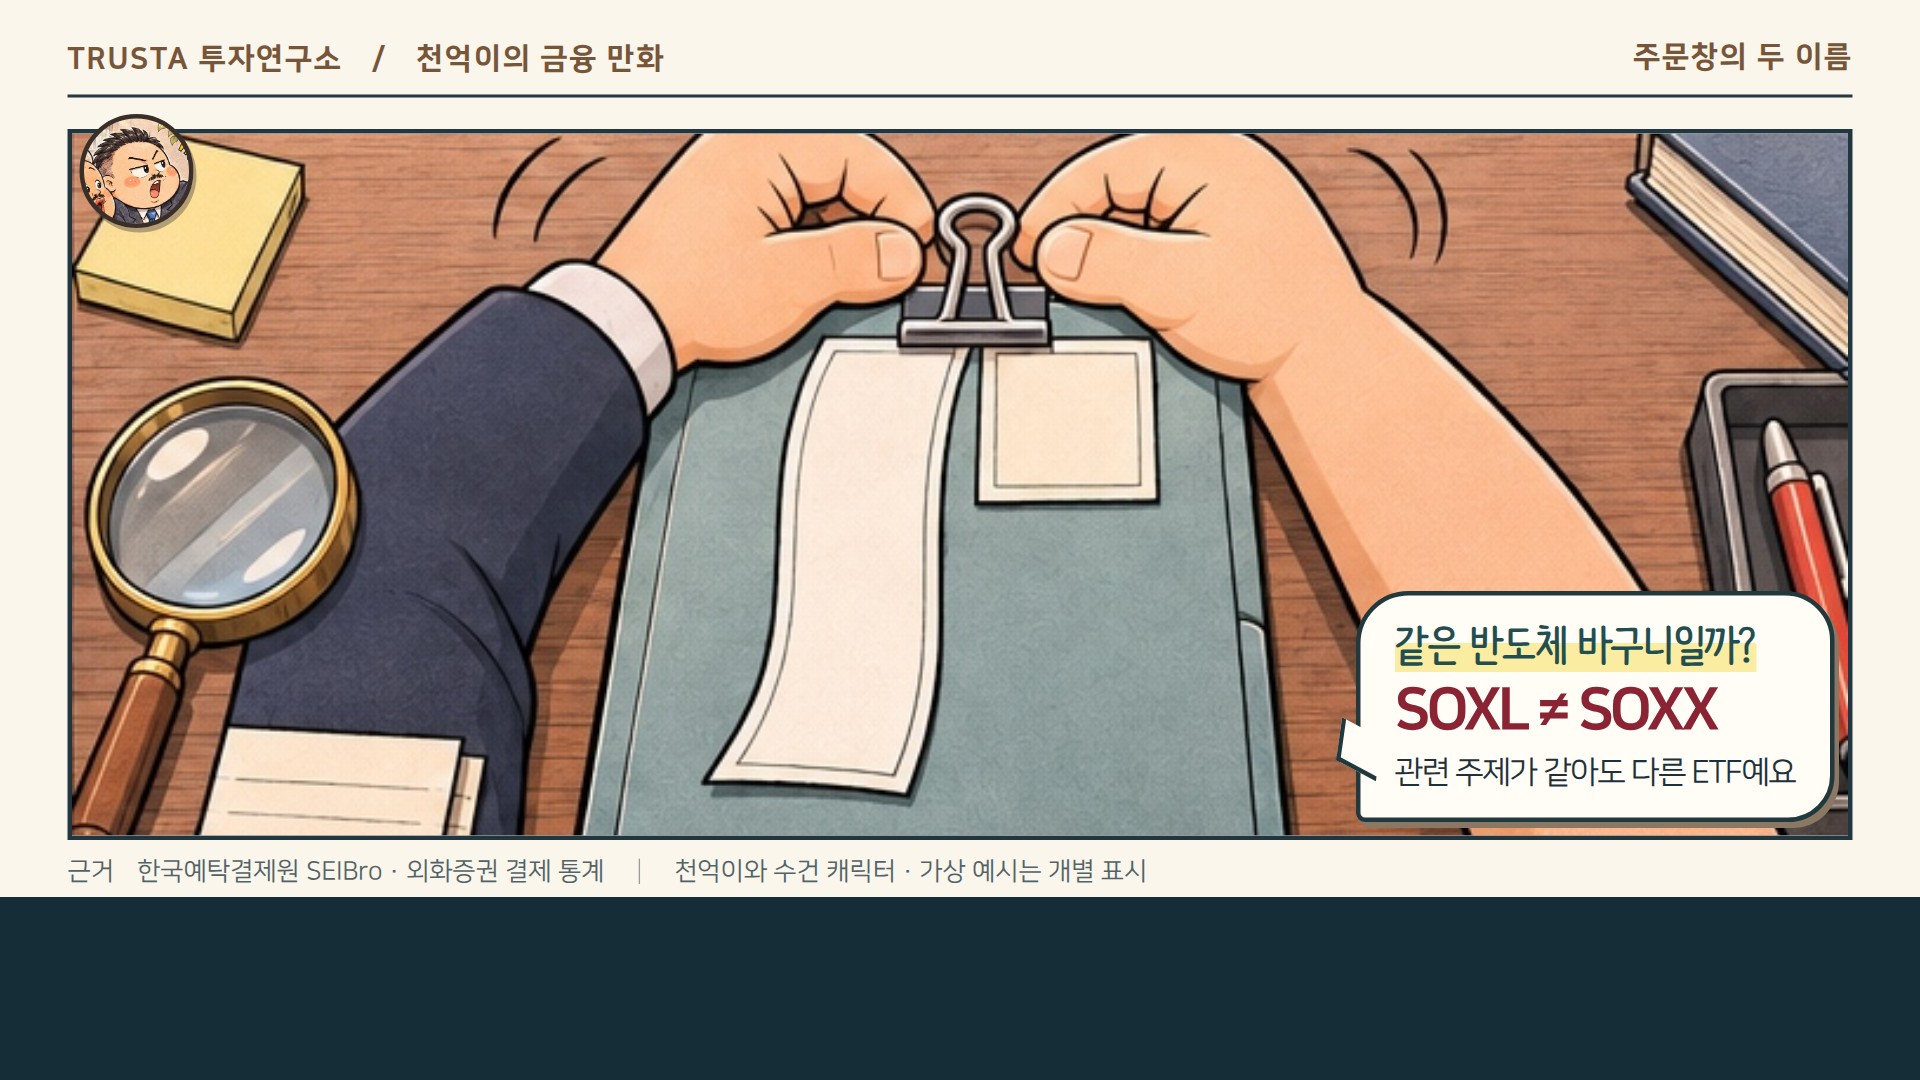 TRUSTA 투자연구소 / 천억이의 금융 만화
주문창의 두 이름
같은 반도체 바구니일까?
SOXL ≠ SOXX
관련 주제가 같아도 다른 ETF예요
근거 한국예탁결제원 SEIBro · 외화증권 결제 통계 | 천억이와 수건 캐릭터 · 가상 예시는 개별 표시